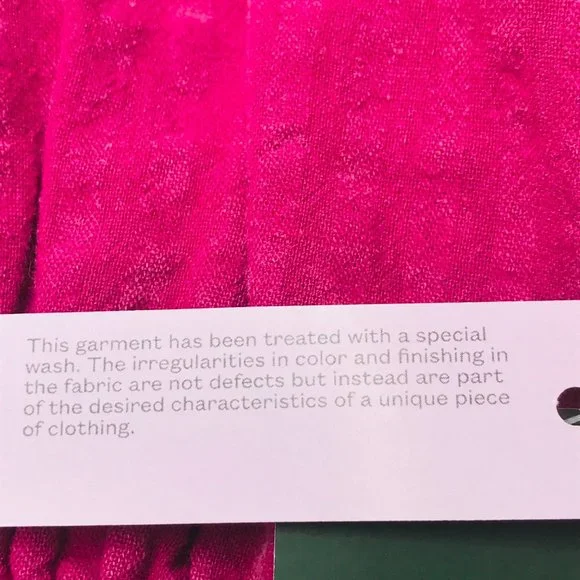 This garment has been treated with a special
wash. The irregularities in color and finishing in
the fabric are not defects but instead are part
of the desired characteristics of a unique piece
of clothing.